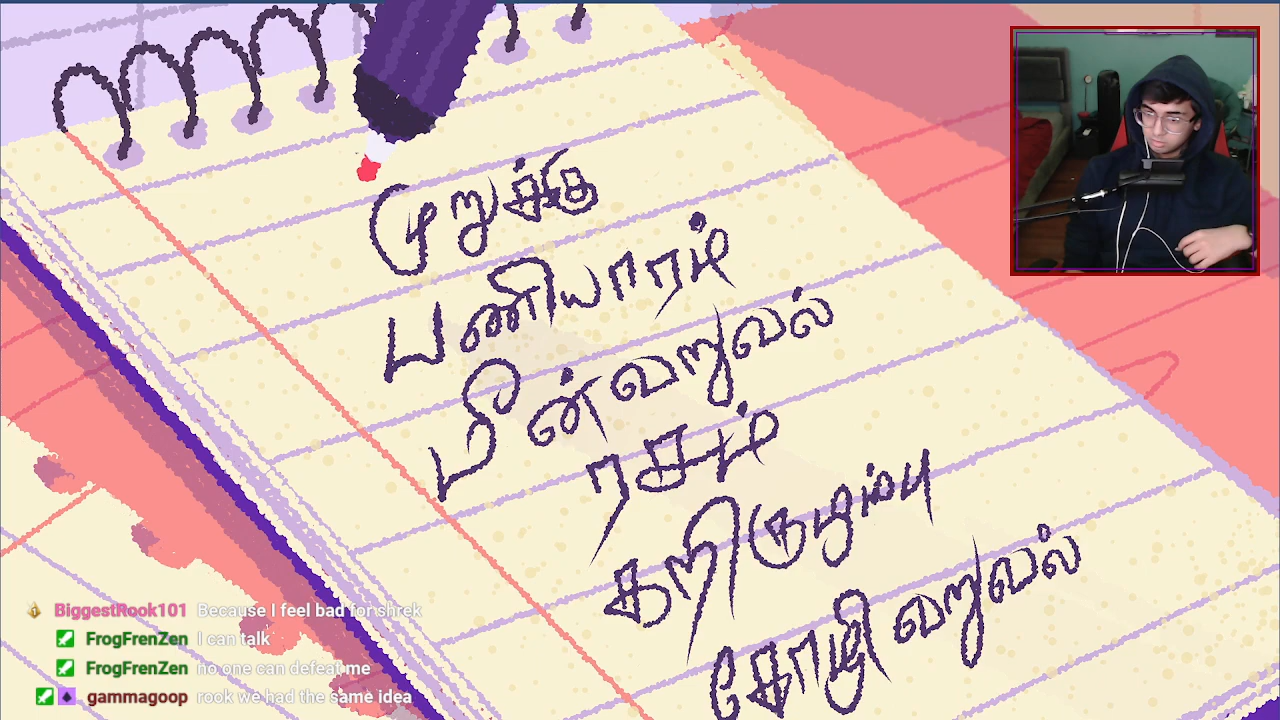 முறுக்கு
பணியாரம்
மீன் வறுவல்
ரசம்
கறி குழம்பு
கோழி வறுவல்
BiggestRook101 Because I feel bad for shrek
FrogFrenZen I can talk
FrogFrenZen no one can defeat me
gammagoop rook we had the same idea